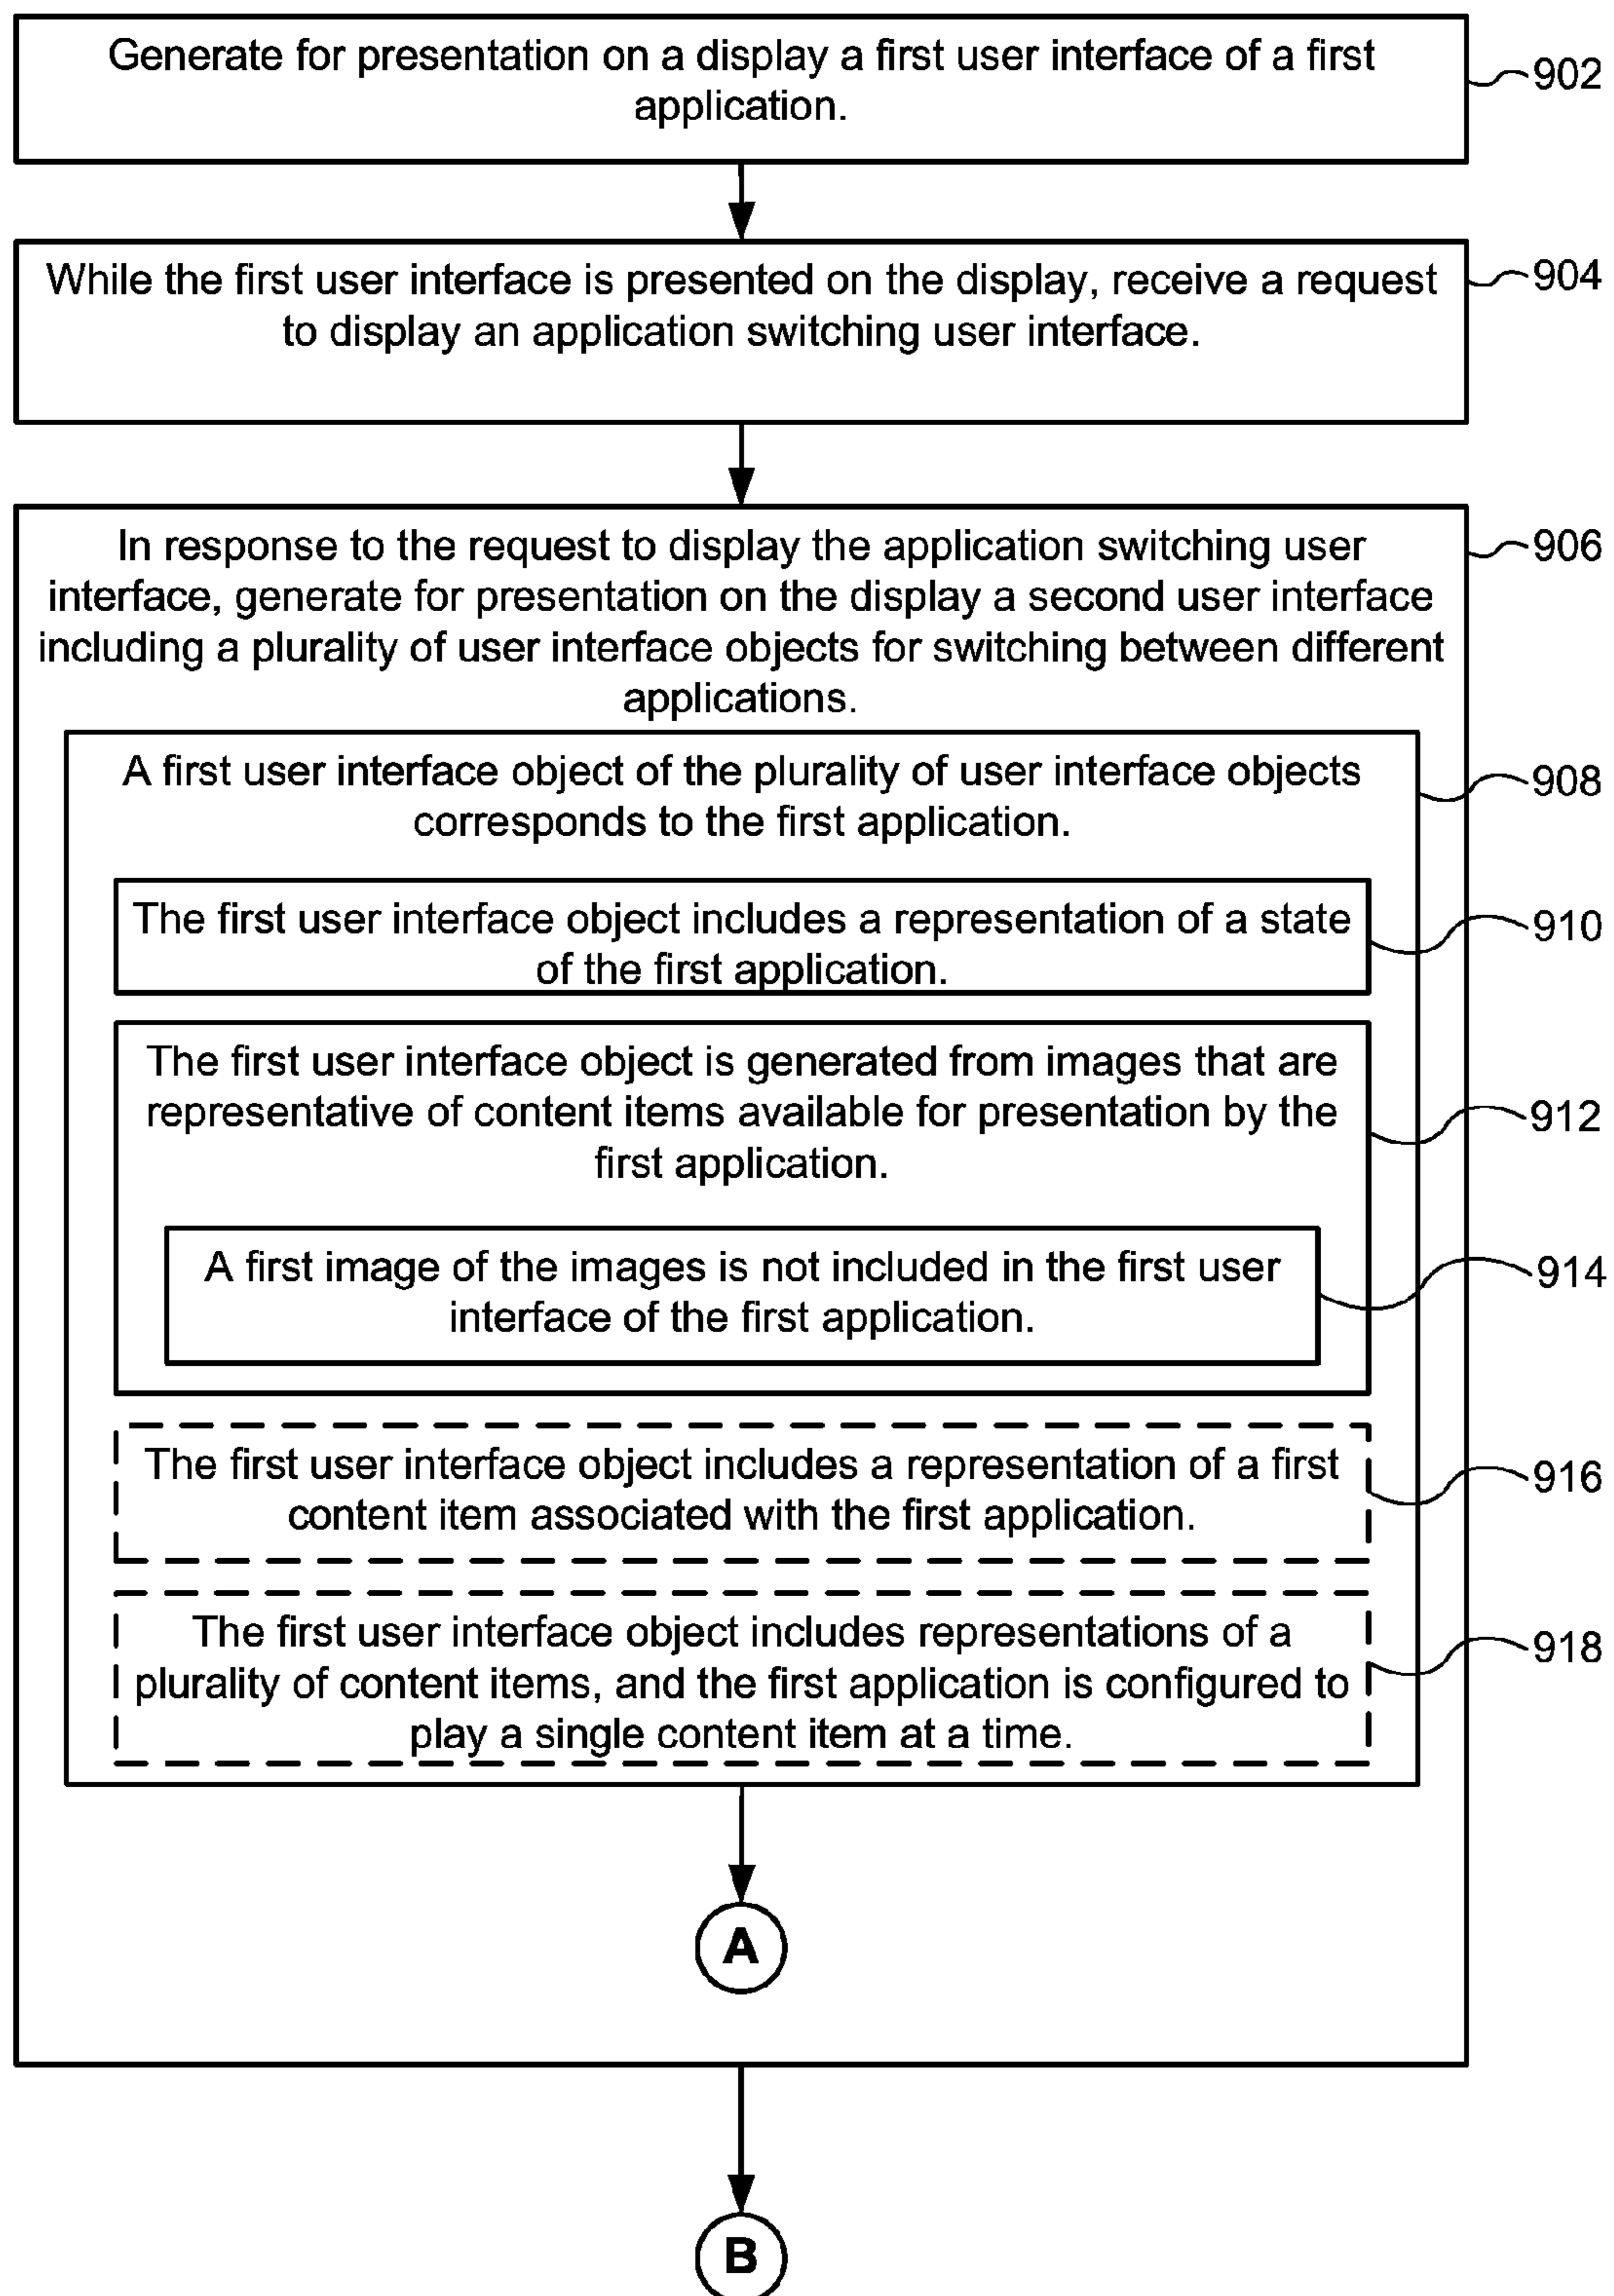 Generate for presentation on a display a first user interface of a first
application.
902
While the first user interface is presented on the display, receive a request
to display an application switching user interface.
904
In response to the request to display the application switching user
interface, generate for presentation on the display a second user interface
including a plurality of user interface objects for switching between different
applications.
906
A first user interface object of the plurality of user interface objects
corresponds to the first application.
908
The first user interface object includes a representation of a state
of the first application.
910
The first user interface object is generated from images that are
representative of content items available for presentation by the
first application.
912
A first image of the images is not included in the first user
interface of the first application.
914
The first user interface object includes a representation of a first
content item associated with the first application.
916
The first user interface object includes representations of a
plurality of content items, and the first application is configured to
play a single content item at a time.
918
A
B